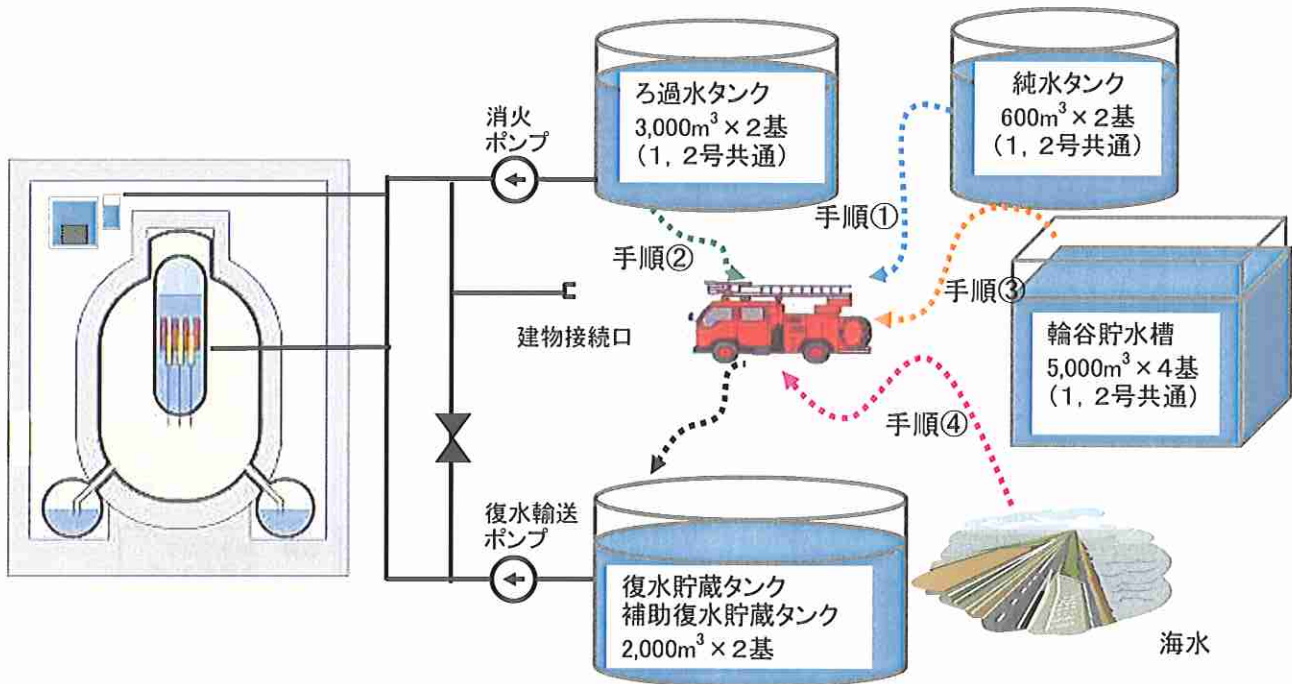 ろ過水タンク
3,000m³×2基
(1, 2号共通)
純水タンク
600m³×2基
(1, 2号共通)
消火
ポンプ
手順①
手順②
手順③
建物接続口
輪谷貯水槽
5,000m³×4基
(1, 2号共通)
手順④
復水輸送
ポンプ
復水貯蔵タンク
補助復水貯蔵タンク
2,000m³×2基
海水